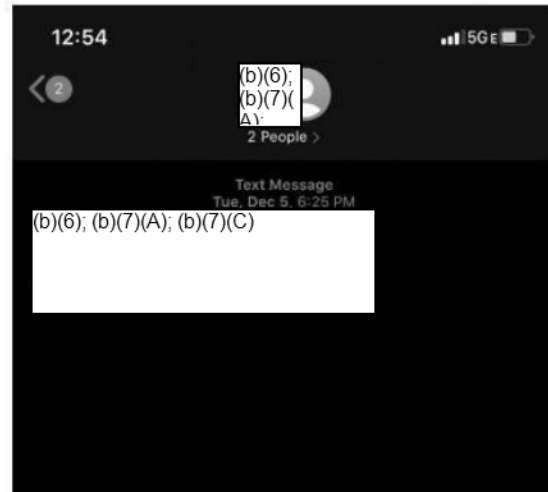 12:54
5G E
2
(b)(6);
(b)(7)(
A);
2 People >
Text Message
Tue, Dec 5, 6:25 PM
(b)(6); (b)(7)(A); (b)(7)(C)